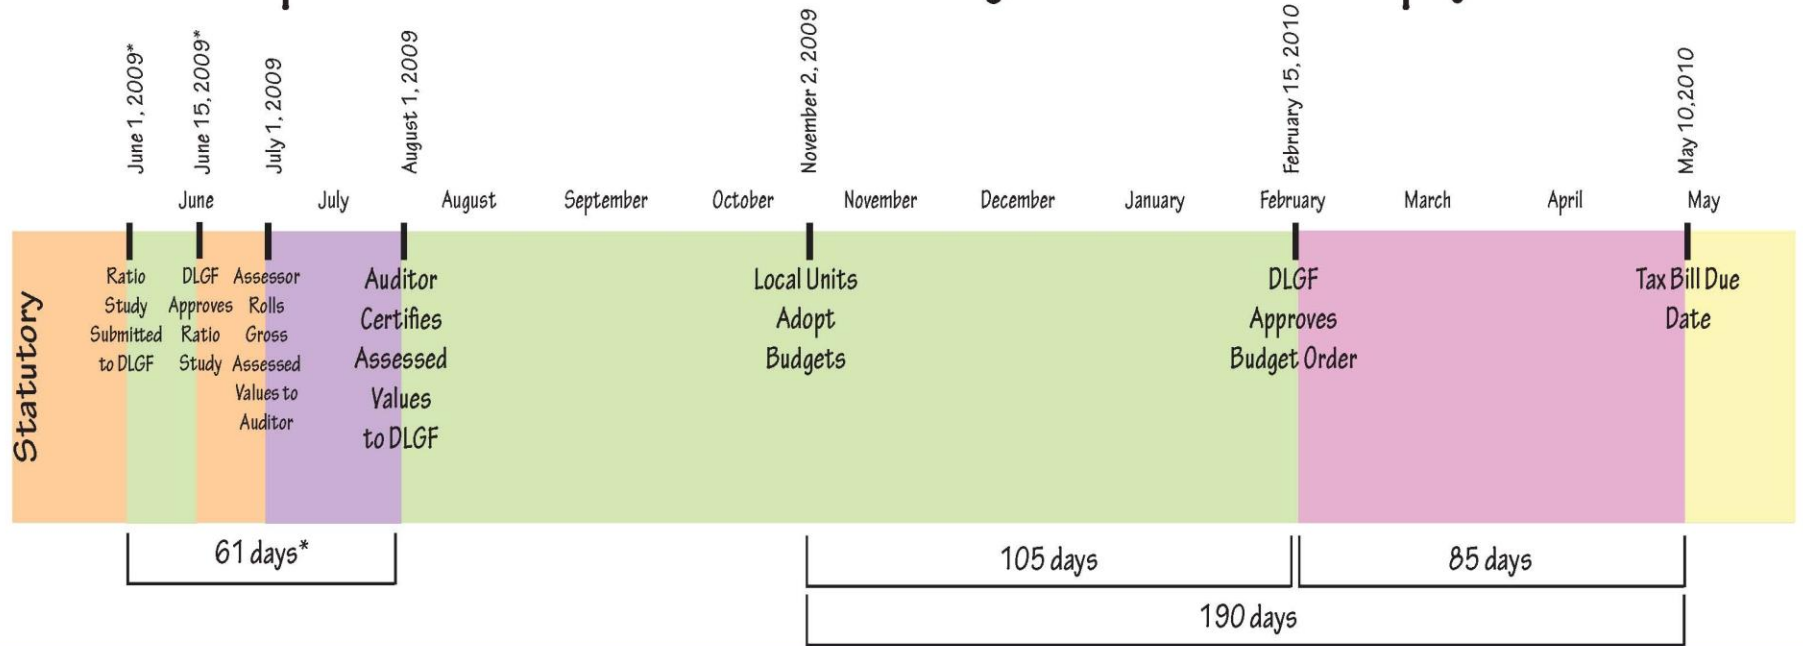 June 1, 2009*
June 15, 2009*
July 1, 2009
August 1, 2009
November 2, 2009
February 15, 2010
May 10, 2010
June
July
August
September
October
November
December
January
February
March
April
May
Statutory
Ratio
Study
Submitted
to DLGF
DLGF
Approves
Ratio
Study
Assessor
Rolls
Gross
Assessed
Values to
Auditor
Auditor
Certifies
Assessed
Values
to DLGF
Local Units
Adopt
Budgets
DLGF
Approves
Budget Order
Tax Bill Due
Date
61 days*
105 days
85 days
190 days